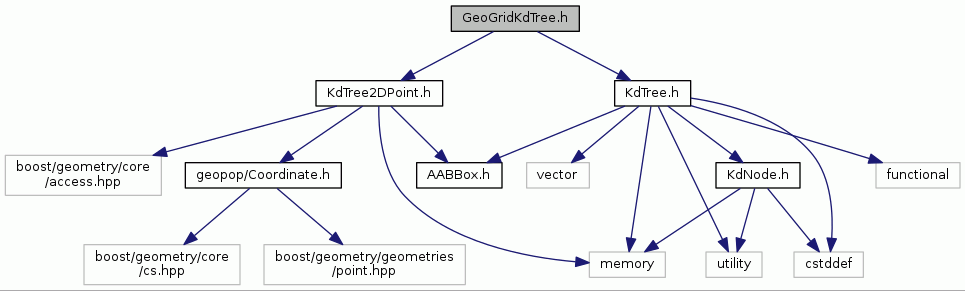 GeoGridKdTree.h
KdTree2DPoint.h
KdTree.h
boost/geometry/core
/access.hpp
geopop/Coordinate.h
AABBox.h
vector
KdNode.h
functional
boost/geometry/core
/cs.hpp
boost/geometry/geometries
/point.hpp
memory
utility
cstddef